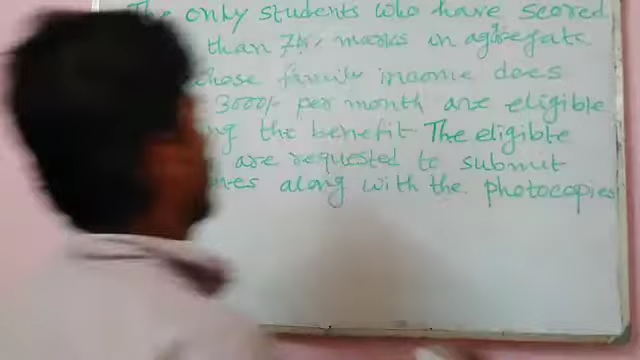 The only students who have scored
than 75% marks in aggregate
whose family income does
3000/- per month are eligible
the benefit. The eligible
are requested to submit
along with the photocopies